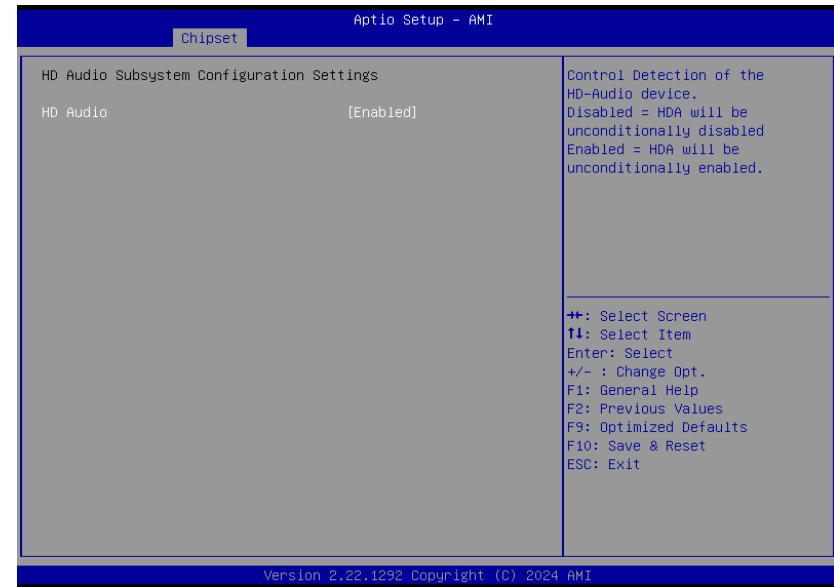 Aptio Setup – AMI
Chipset
HD Audio Subsystem Configuration Settings
HD Audio [Enabled]
Control Detection of the
HD-Audio device.
Disabled = HDA will be
unconditionally disabled
Enabled = HDA will be
unconditionally enabled.
→←: Select Screen
↑↓: Select Item
Enter: Select
+/- : Change Opt.
F1: General Help
F2: Previous Values
F9: Optimized Defaults
F10: Save & Reset
ESC: Exit
Version 2.22.1292 Copyright (C) 2024 AMI